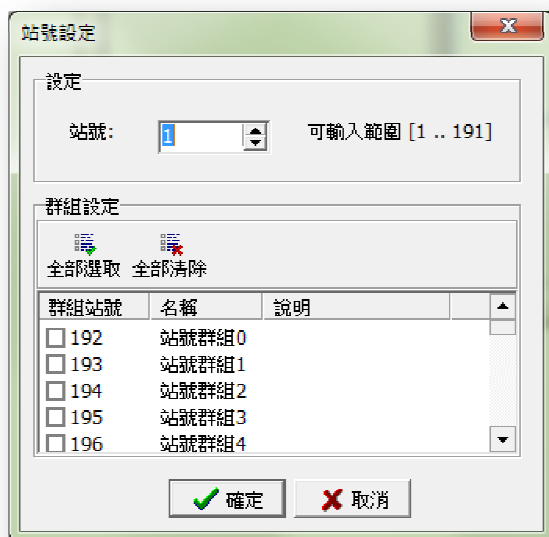 站號設定
設定
站號: 1 可輸入範圍 [1 .. 191]
群組設定
全部選取 全部清除
群組站號 名稱 說明
192 站號群組0
193 站號群組1
194 站號群組2
195 站號群組3
196 站號群組4
確定 取消